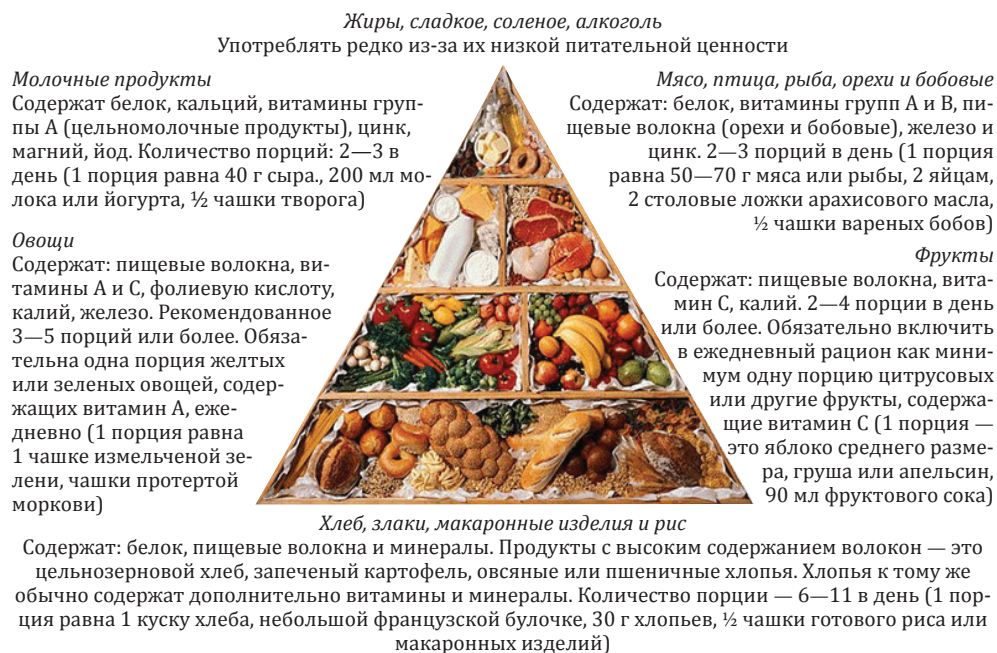 Жиры, сладкое, соленое, алкоголь
Употреблять редко из-за их низкой питательной ценности
Молочные продукты
Содержат белок, кальций, витамины груп-
пы А (цельномолочные продукты), цинк,
магний, йод. Количество порций: 2—3 в
день (1 порция равна 40 г сыра., 200 мл мо-
лока или йогурта, ½ чашки творога)
Мясо, птица, рыба, орехи и бобовые
Содержат: белок, витамины групп А и В, пи-
щевые волокна (орехи и бобовые), железо и
цинк. 2—3 порций в день (1 порция
равна 50—70 г мяса или рыбы, 2 яйцам,
2 столовые ложки арахисового масла,
½ чашки вареных бобов)
Овощи
Содержат: пищевые волокна, ви-
тамины А и С, фолиевую кислоту,
калий, железо. Рекомендованное
3—5 порций или более. Обяза-
тельна одна порция желтых
или зеленых овощей, содер-
жащих витамин А, еже-
дневно (1 порция равна
1 чашке измельченой зе-
лени, чашки протертой
моркови)
Фрукты
Содержат: пищевые волокна, вита-
мин С, калий. 2—4 порции в день
или более. Обязательно включить
в ежедневный рацион как мини-
мум одну порцию цитрусовых
или другие фрукты, содержа-
щие витамин С (1 порция —
это яблоко среднего разме-
ра, груша или апельсин,
90 мл фруктового сока)
Хлеб, злаки, макаронные изделия и рис
Содержат: белок, пищевые волокна и минералы. Продукты с высоким содержанием волокон — это
цельнозерновой хлеб, запеченый картофель, овсяные или пшеничные хлопья. Хлопья к тому же
обычно содержат дополнительно витамины и минералы. Количество порции — 6—11 в день (1 пор-
ция равна 1 куску хлеба, небольшой французской булочке, 30 г хлопьев, ½ чашки готового риса или
макаронных изделий)